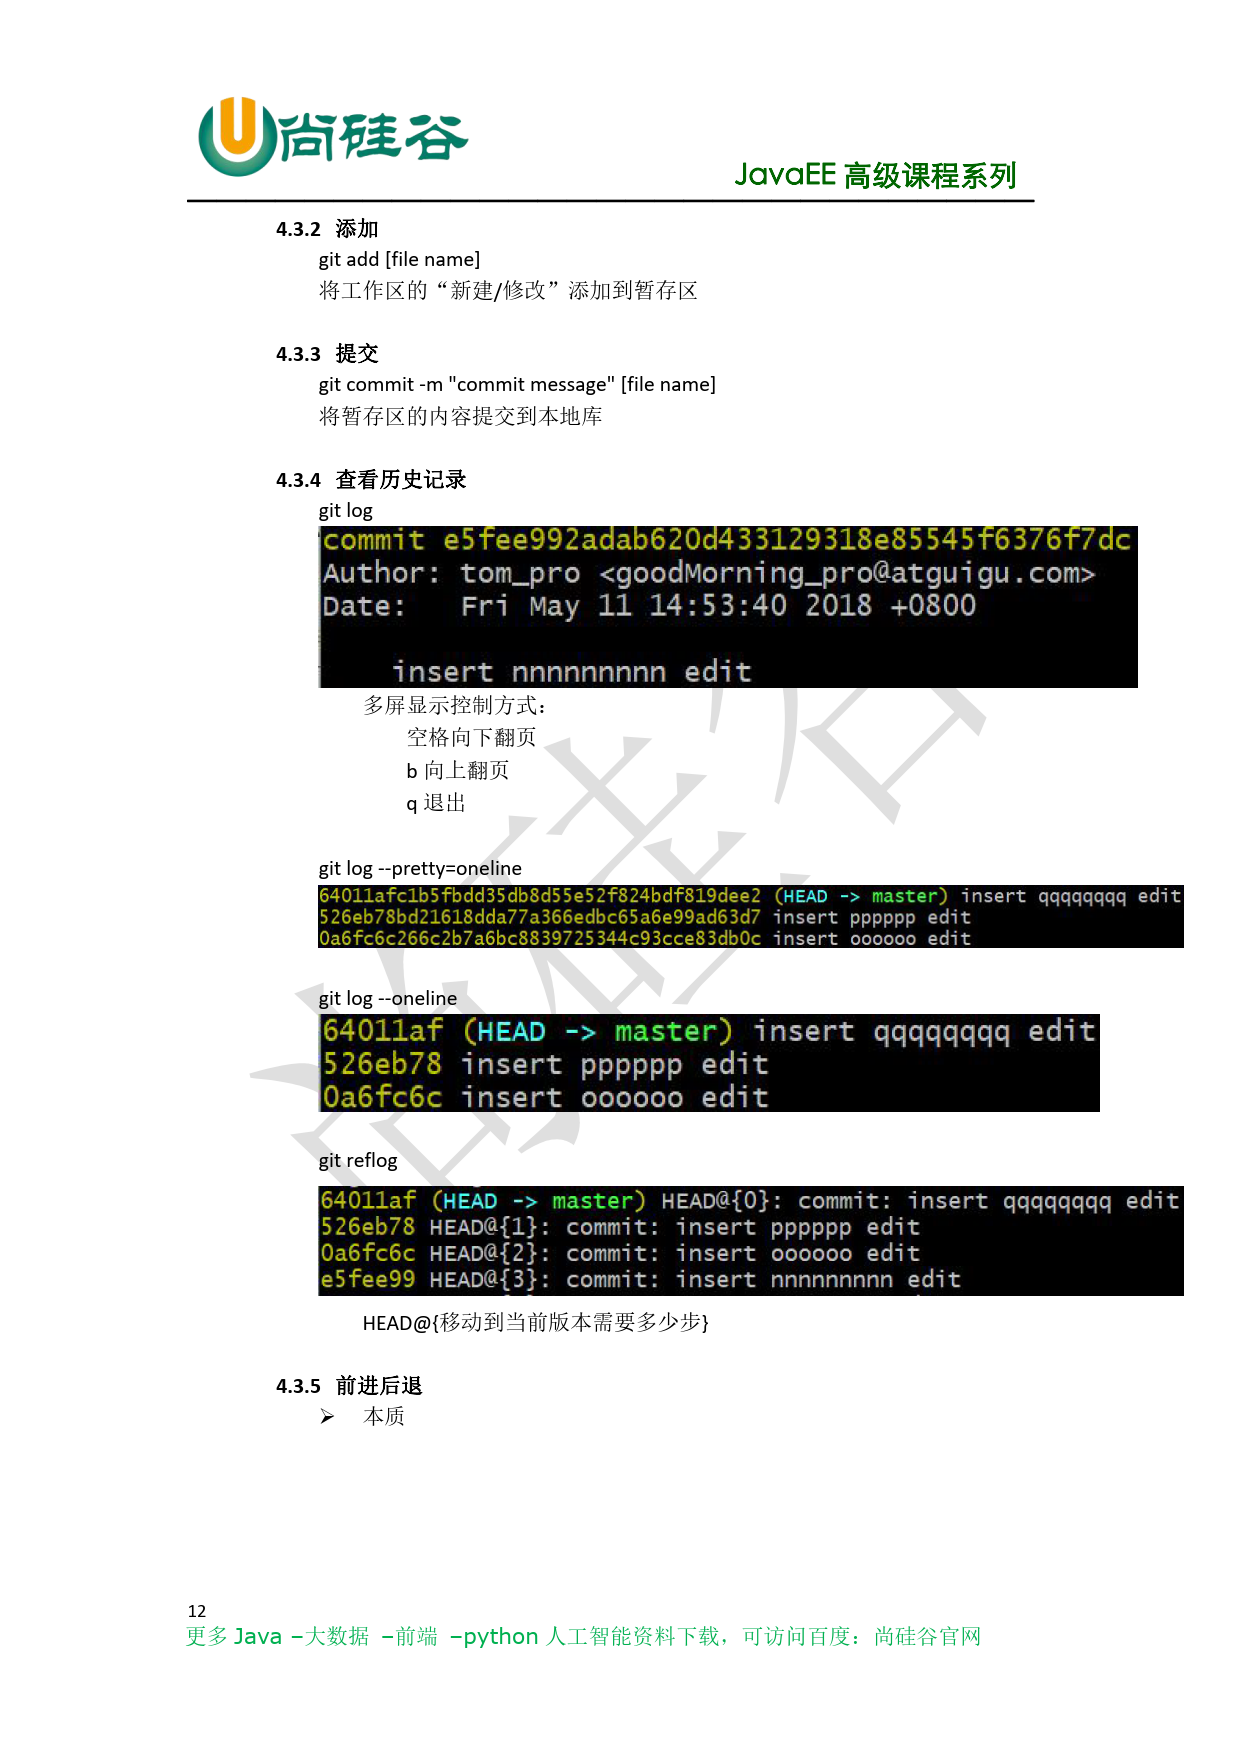 尚硅谷
JavaEE 高级课程系列
4.3.2 添加
git add [file name]
将工作区的“新建/修改”添加到暂存区
4.3.3 提交
git commit -m "commit message" [file name]
将暂存区的内容提交到本地库
4.3.4 查看历史记录
git log
commit e5fee992adab620d433129318e85545f6376f7dc
Author: tom_pro <goodMorning_pro@atguigu.com>
Date:   Fri May 11 14:53:40 2018 +0800
insert nnnnnnnnn edit
多屏显示控制方式：
空格向下翻页
b 向上翻页
q 退出
git log --pretty=oneline
64011afc1b5fbdd35db8d55e52f824bdf819dee2 (HEAD -> master) insert qqqqqqqq edit
526eb78bd21618dda77a366edbc65a6e99ad63d7 insert pppppp edit
0a6fc6c266c2b7a6bc8839725344c93cce83db0c insert oooooo edit
git log --oneline
64011af (HEAD -> master) insert qqqqqqqq edit
526eb78 insert pppppp edit
0a6fc6c insert oooooo edit
git reflog
64011af (HEAD -> master) HEAD@{0}: commit: insert qqqqqqqq edit
526eb78 HEAD@{1}: commit: insert pppppp edit
0a6fc6c HEAD@{2}: commit: insert oooooo edit
e5fee99 HEAD@{3}: commit: insert nnnnnnnnn edit
HEAD@{移动到当前版本需要多少步}
4.3.5 前进后退
➢ 本质
12
更多 Java –大数据 –前端 –python 人工智能资料下载，可访问百度：尚硅谷官网